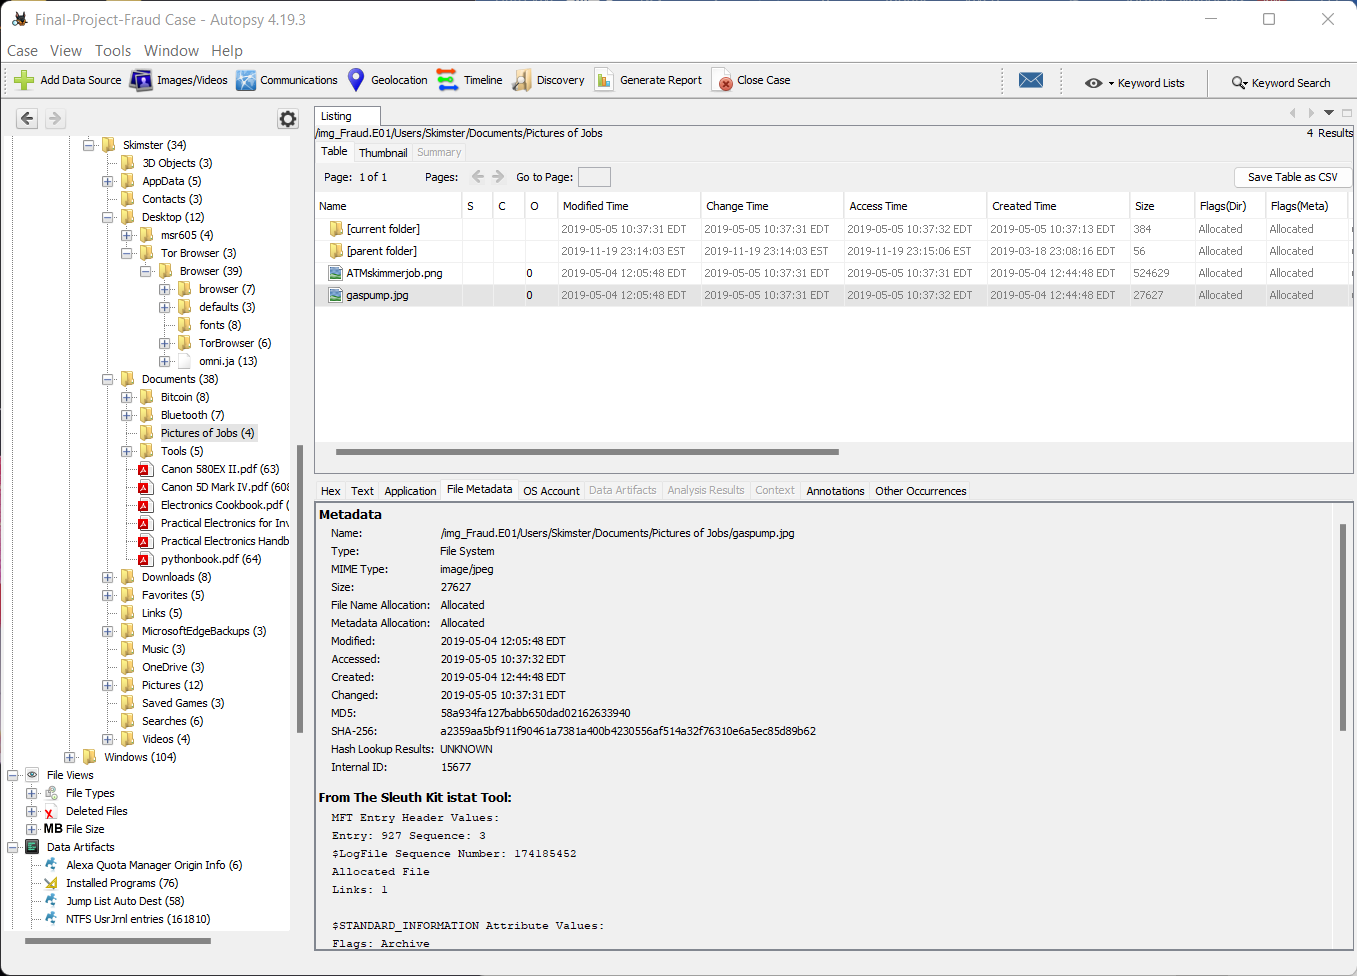 Final-Project-Fraud Case - Autopsy 4.19.3
Case View Tools Window Help
Add Data Source Images/Videos Communications Geolocation Timeline Discovery Generate Report Close Case Keyword Lists Keyword Search
Skimster (34)
3D Objects (3)
AppData (5)
Contacts (3)
Desktop (12)
msr605 (4)
Tor Browser (3)
Browser (39)
browser (7)
defaults (3)
fonts (8)
TorBrowser (6)
omni.ja (13)
Documents (38)
Bitcoin (8)
Bluetooth (7)
Pictures of Jobs (4)
Tools (5)
Canon 580EX II.pdf (63)
Canon 5D Mark IV.pdf (608
Electronics Cookbook.pdf (
Practical Electronics for Inv
Practical Electronics Handb
pythonbook.pdf (64)
Downloads (8)
Favorites (5)
Links (5)
MicrosoftEdgeBackups (3)
Music (3)
OneDrive (3)
Pictures (12)
Saved Games (3)
Searches (6)
Videos (4)
Windows (104)
File Views
File Types
Deleted Files
MB File Size
Data Artifacts
Alexa Quota Manager Origin Info (6)
Installed Programs (76)
Jump List Auto Dest (58)
NTFS UsrJrnl entries (161810)
Listing
/img_Fraud.E01/Users/Skimster/Documents/Pictures of Jobs 4 Results
Table Thumbnail Summary
Page: 1 of 1 Pages: Go to Page: Save Table as CSV
Name S C O Modified Time Change Time Access Time Created Time Size Flags(Dir) Flags(Meta)
[current folder] 2019-05-05 10:37:31 EDT 2019-05-05 10:37:31 EDT 2019-05-05 10:37:32 EDT 2019-05-05 10:37:13 EDT 384 Allocated Allocated
[parent folder] 2019-11-19 23:14:03 EST 2019-11-19 23:14:03 EST 2019-11-19 23:15:06 EST 2019-03-18 23:08:16 EDT 56 Allocated Allocated
ATMskimmerjob.png 0 2019-05-04 12:05:48 EDT 2019-05-05 10:37:31 EDT 2019-05-05 10:37:31 EDT 2019-05-04 12:44:48 EDT 524629 Allocated Allocated
gaspump.jpg 0 2019-05-04 12:05:48 EDT 2019-05-05 10:37:31 EDT 2019-05-05 10:37:32 EDT 2019-05-04 12:44:48 EDT 27627 Allocated Allocated
Hex Text Application File Metadata OS Account Data Artifacts Analysis Results Context Annotations Other Occurrences
Metadata
Name: /img_Fraud.E01/Users/Skimster/Documents/Pictures of Jobs/gaspump.jpg
Type: File System
MIME Type: image/jpeg
Size: 27627
File Name Allocation: Allocated
Metadata Allocation: Allocated
Modified: 2019-05-04 12:05:48 EDT
Accessed: 2019-05-05 10:37:32 EDT
Created: 2019-05-04 12:44:48 EDT
Changed: 2019-05-05 10:37:31 EDT
MD5: 58a934fa127babb650dad02162633940
SHA-256: a2359aa5bf911f90461a7381a400b4230556af514a32f76310e6a5ec85d89b62
Hash Lookup Results: UNKNOWN
Internal ID: 15677
From The Sleuth Kit istat Tool:
MFT Entry Header Values:
Entry: 927 Sequence: 3
$LogFile Sequence Number: 174185452
Allocated File
Links: 1
$STANDARD_INFORMATION Attribute Values:
Flags: Archive